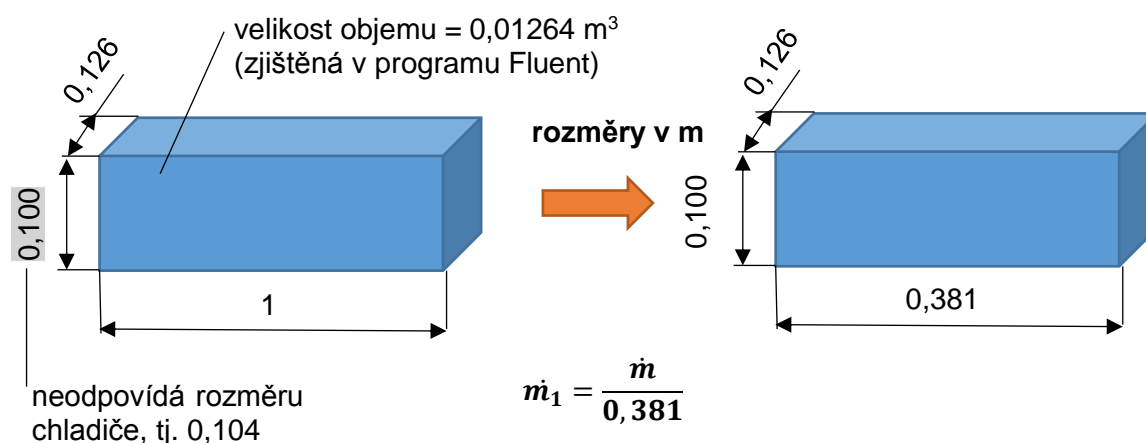 velikost objemu = 0,01264 m³
(zjištěná v programu Fluent)
0,126
0,100
1
neodpovídá rozměru
chladiče, tj. 0,104
rozměry v m
0,126
0,100
0,381
ṁ₁ = ṁ / 0,381